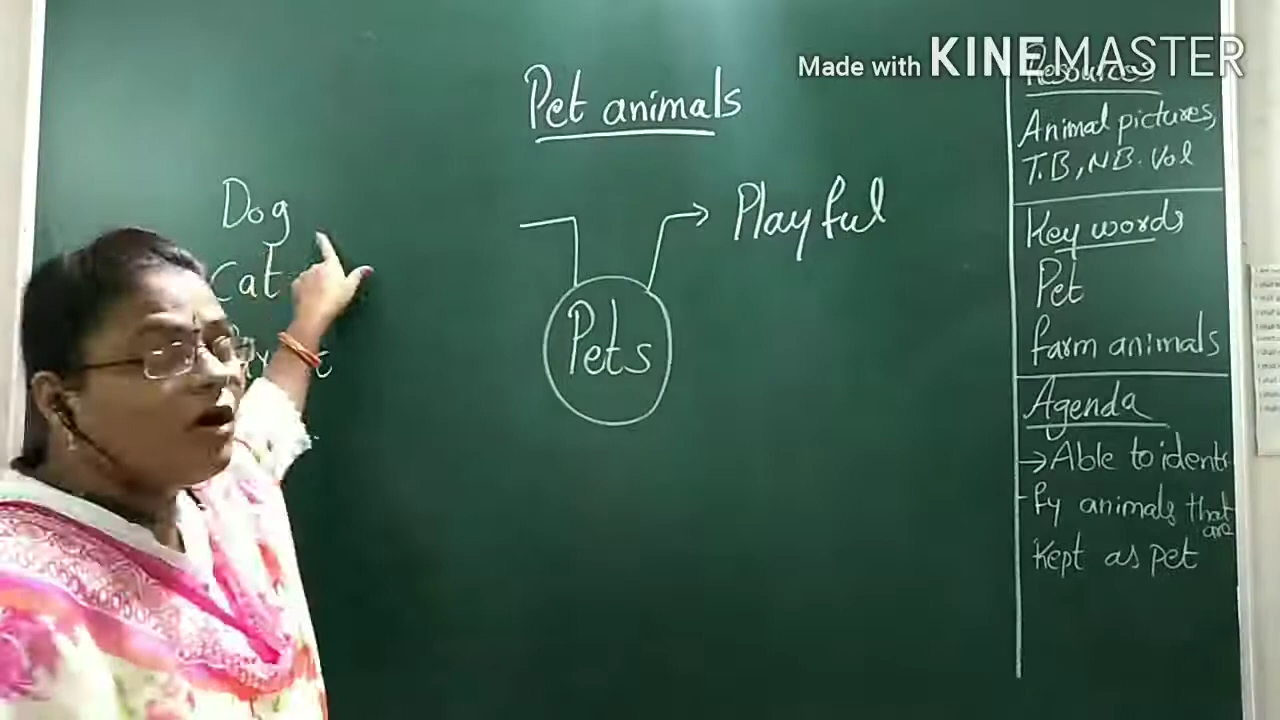 Made with KINEMASTER
Pet animals
Dog
Cat
Playful
Pets
Resources
Animal pictures,
T.B, NB. Vol
Key words
Pet
farm animals
Agenda
→ Able to identi
- fy animals that
are
kept as pet